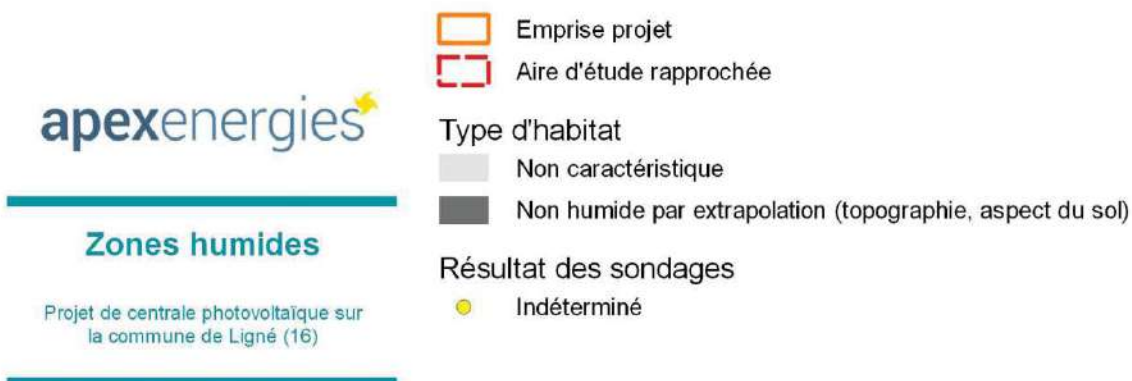 apexenergies
Zones humides
Projet de centrale photovoltaïque sur
la commune de Ligné (16)
Emprise projet
Aire d'étude rapprochée
Type d'habitat
Non caractéristique
Non humide par extrapolation (topographie, aspect du sol)
Résultat des sondages
Indéterminé